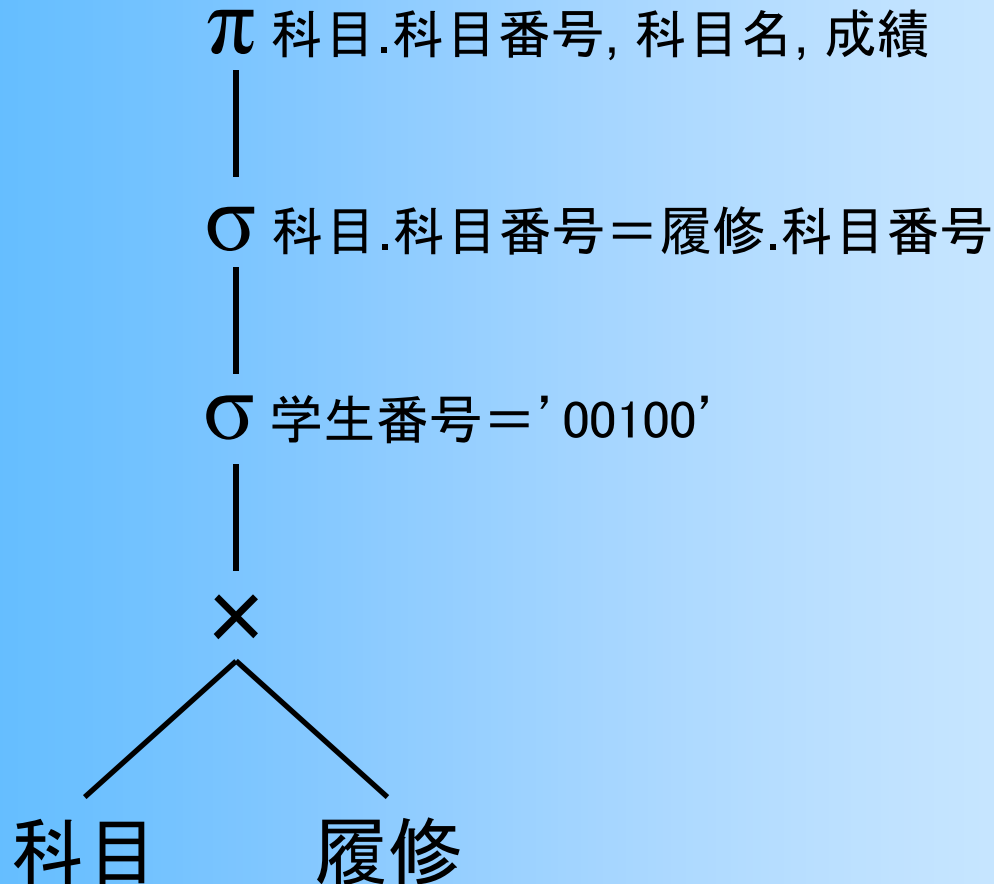 π 科目.科目番号, 科目名, 成績
σ 科目.科目番号＝履修.科目番号
σ 学生番号＝’00100’
×
科目 履修